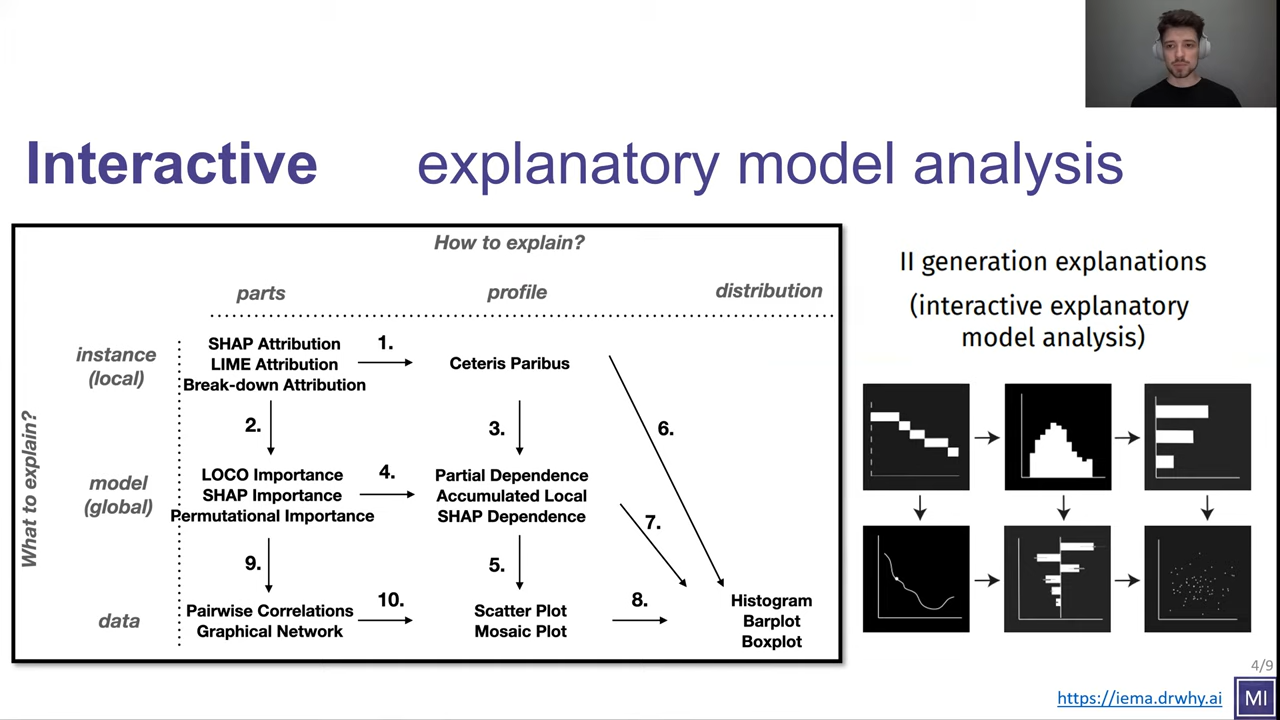 Interactive explanatory model analysis
How to explain?
parts profile distribution
What to explain?
instance
(local)
SHAP Attribution
LIME Attribution
Break-down Attribution
1.
Ceteris Paribus
2.
3.
6.
model
(global)
LOCO Importance
SHAP Importance
Permutational Importance
4.
Partial Dependence
Accumulated Local
SHAP Dependence
7.
9.
5.
data
Pairwise Correlations
Graphical Network
10.
Scatter Plot
Mosaic Plot
8.
Histogram
Barplot
Boxplot
II generation explanations
(interactive explanatory
model analysis)
4/9
https://iema.drwhy.ai
MI